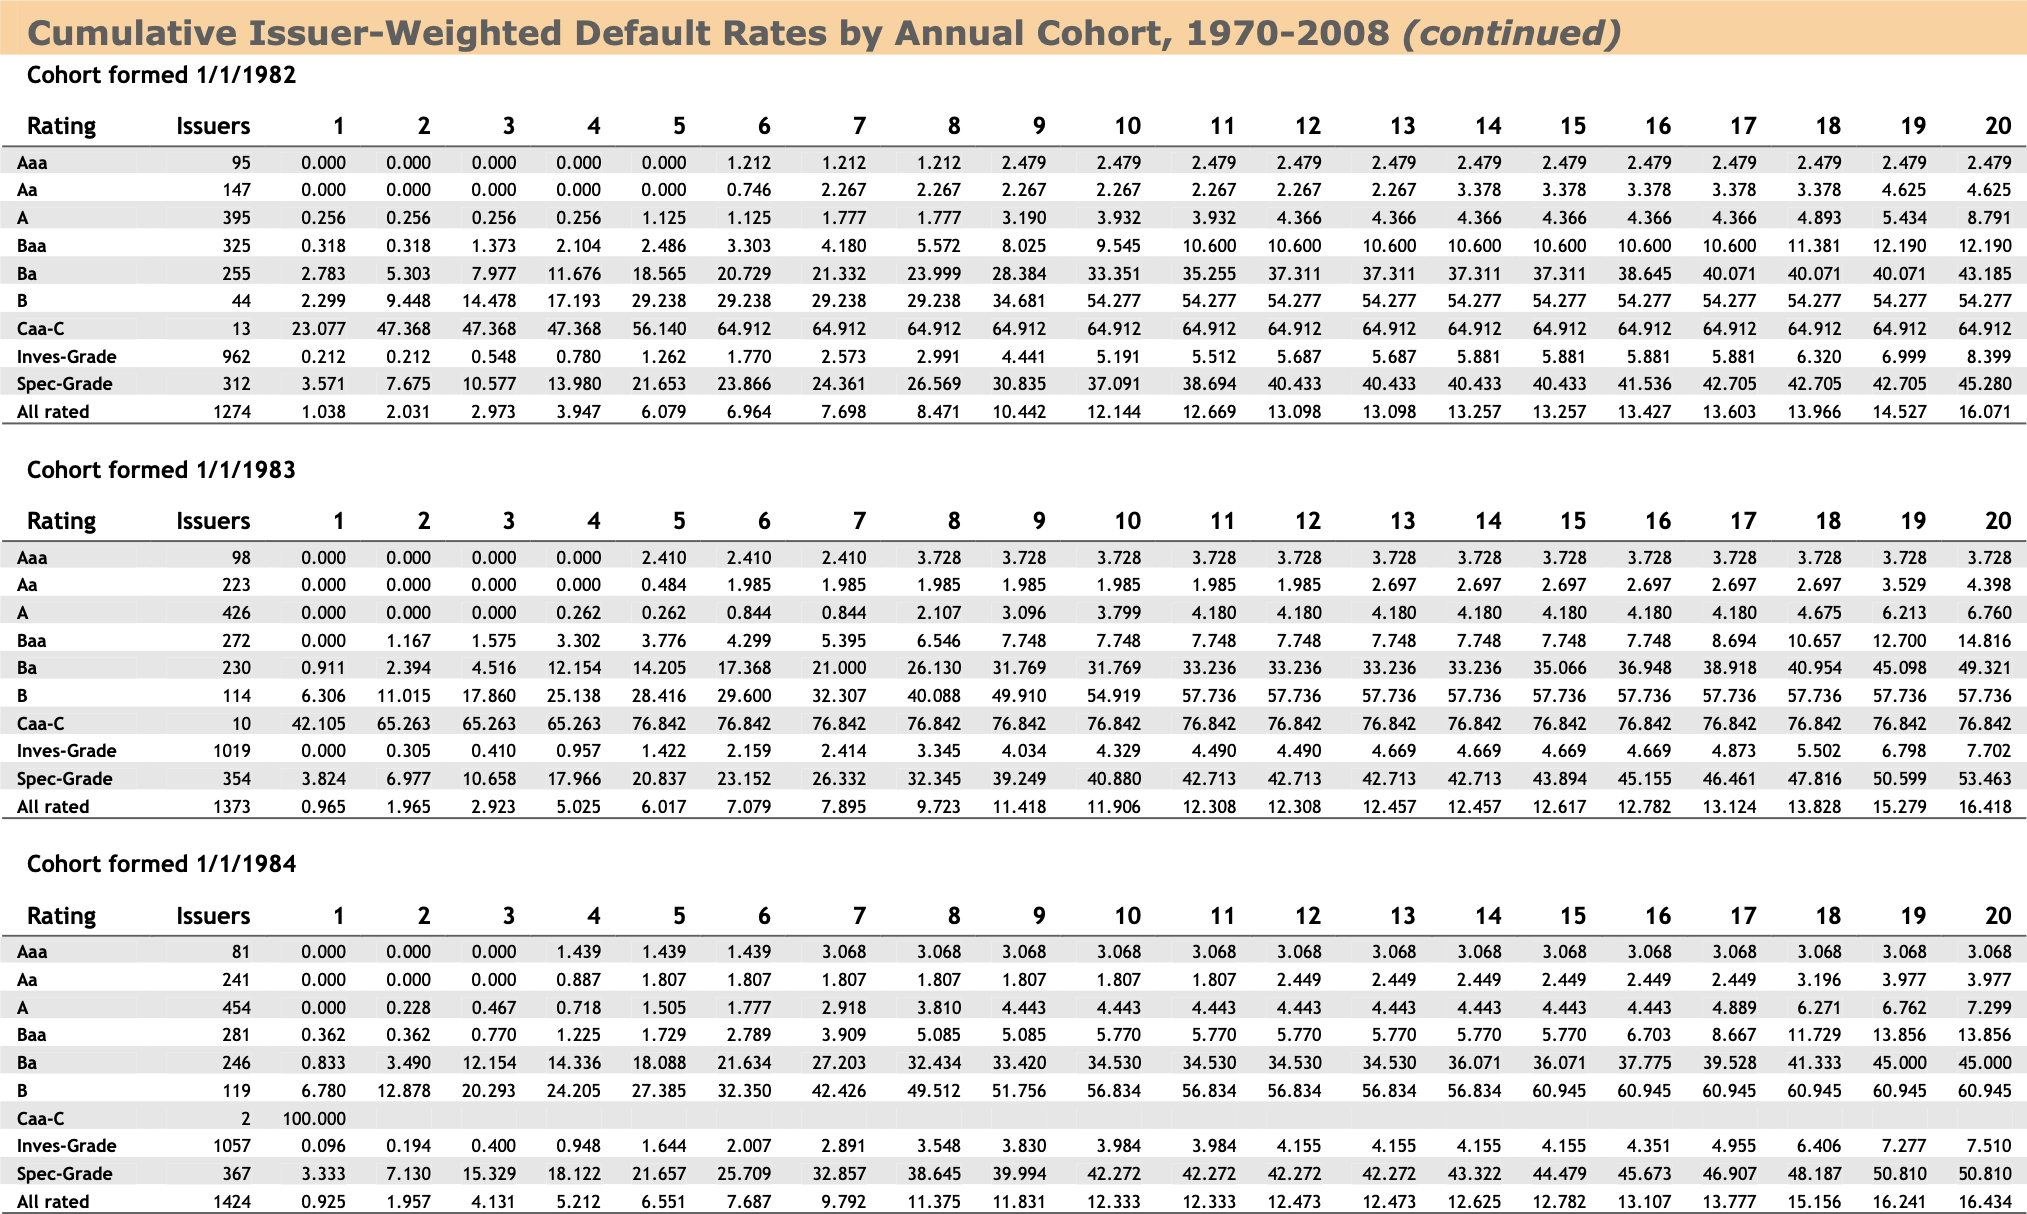 Cumulative Issuer-Weighted Default Rates by Annual Cohort, 1970-2008 (continued)
Cohort formed 1/1/1982
Rating Issuers 1 2 3 4 5 6 7 8 9 10 11 12 13 14 15 16 17 18 19 20
Aaa 95 0.000 0.000 0.000 0.000 0.000 1.212 1.212 1.212 2.479 2.479 2.479 2.479 2.479 2.479 2.479 2.479 2.479 2.479 2.479 2.479
Aa 147 0.000 0.000 0.000 0.000 0.000 0.746 2.267 2.267 2.267 2.267 2.267 2.267 2.267 3.378 3.378 3.378 3.378 3.378 4.625 4.625
A 395 0.256 0.256 0.256 0.256 1.125 1.125 1.777 1.777 3.190 3.932 3.932 4.366 4.366 4.366 4.366 4.366 4.366 4.893 5.434 8.791
Baa 325 0.318 0.318 1.373 2.104 2.486 3.303 4.180 5.572 8.025 9.545 10.600 10.600 10.600 10.600 10.600 10.600 10.600 11.381 12.190 12.190
Ba 255 2.783 5.303 7.977 11.676 18.565 20.729 21.332 23.999 28.384 33.351 35.255 37.311 37.311 37.311 37.311 38.645 40.071 40.071 40.071 43.185
B 44 2.299 9.448 14.478 17.193 29.238 29.238 29.238 29.238 34.681 54.277 54.277 54.277 54.277 54.277 54.277 54.277 54.277 54.277 54.277 54.277
Caa-C 13 23.077 47.368 47.368 47.368 56.140 64.912 64.912 64.912 64.912 64.912 64.912 64.912 64.912 64.912 64.912 64.912 64.912 64.912 64.912 64.912
Inves-Grade 962 0.212 0.212 0.548 0.780 1.262 1.770 2.573 2.991 4.441 5.191 5.512 5.687 5.687 5.881 5.881 5.881 5.881 6.320 6.999 8.399
Spec-Grade 312 3.571 7.675 10.577 13.980 21.653 23.866 24.361 26.569 30.835 37.091 38.694 40.433 40.433 40.433 40.433 41.536 42.705 42.705 42.705 45.280
All rated 1274 1.038 2.031 2.973 3.947 6.079 6.964 7.698 8.471 10.442 12.144 12.669 13.098 13.098 13.257 13.257 13.427 13.603 13.966 14.527 16.071
Cohort formed 1/1/1983
Rating Issuers 1 2 3 4 5 6 7 8 9 10 11 12 13 14 15 16 17 18 19 20
Aaa 98 0.000 0.000 0.000 0.000 2.410 2.410 2.410 3.728 3.728 3.728 3.728 3.728 3.728 3.728 3.728 3.728 3.728 3.728 3.728 3.728
Aa 223 0.000 0.000 0.000 0.000 0.484 1.985 1.985 1.985 1.985 1.985 1.985 1.985 2.697 2.697 2.697 2.697 2.697 2.697 3.529 4.398
A 426 0.000 0.000 0.000 0.262 0.262 0.844 0.844 2.107 3.096 3.799 4.180 4.180 4.180 4.180 4.180 4.180 4.180 4.675 6.213 6.760
Baa 272 0.000 1.167 1.575 3.302 3.776 4.299 5.395 6.546 7.748 7.748 7.748 7.748 7.748 7.748 7.748 7.748 8.694 10.657 12.700 14.816
Ba 230 0.911 2.394 4.516 12.154 14.205 17.368 21.000 26.130 31.769 31.769 33.236 33.236 33.236 33.236 35.066 36.948 38.918 40.954 45.098 49.321
B 114 6.306 11.015 17.860 25.138 28.416 29.600 32.307 40.088 49.910 54.919 57.736 57.736 57.736 57.736 57.736 57.736 57.736 57.736 57.736 57.736
Caa-C 10 42.105 65.263 65.263 65.263 76.842 76.842 76.842 76.842 76.842 76.842 76.842 76.842 76.842 76.842 76.842 76.842 76.842 76.842 76.842 76.842
Inves-Grade 1019 0.000 0.305 0.410 0.957 1.422 2.159 2.414 3.345 4.034 4.329 4.490 4.490 4.669 4.669 4.669 4.669 4.873 5.502 6.798 7.702
Spec-Grade 354 3.824 6.977 10.658 17.966 20.837 23.152 26.332 32.345 39.249 40.880 42.713 42.713 42.713 42.713 43.894 45.155 46.461 47.816 50.599 53.463
All rated 1373 0.965 1.965 2.923 5.025 6.017 7.079 7.895 9.723 11.418 11.906 12.308 12.308 12.457 12.457 12.617 12.782 13.124 13.828 15.279 16.418
Cohort formed 1/1/1984
Rating Issuers 1 2 3 4 5 6 7 8 9 10 11 12 13 14 15 16 17 18 19 20
Aaa 81 0.000 0.000 0.000 1.439 1.439 1.439 3.068 3.068 3.068 3.068 3.068 3.068 3.068 3.068 3.068 3.068 3.068 3.068 3.068 3.068
Aa 241 0.000 0.000 0.000 0.887 1.807 1.807 1.807 1.807 1.807 1.807 1.807 2.449 2.449 2.449 2.449 2.449 2.449 3.196 3.977 3.977
A 454 0.000 0.228 0.467 0.718 1.505 1.777 2.918 3.810 4.443 4.443 4.443 4.443 4.443 4.443 4.443 4.443 4.889 6.271 6.762 7.299
Baa 281 0.362 0.362 0.770 1.225 1.729 2.789 3.909 5.085 5.085 5.770 5.770 5.770 5.770 5.770 5.770 6.703 8.667 11.729 13.856 13.856
Ba 246 0.833 3.490 12.154 14.336 18.088 21.634 27.203 32.434 33.420 34.530 34.530 34.530 34.530 36.071 36.071 37.775 39.528 41.333 45.000 45.000
B 119 6.780 12.878 20.293 24.205 27.385 32.350 42.426 49.512 51.756 56.834 56.834 56.834 56.834 56.834 60.945 60.945 60.945 60.945 60.945 60.945
Caa-C 2 100.000
Inves-Grade 1057 0.096 0.194 0.400 0.948 1.644 2.007 2.891 3.548 3.830 3.984 3.984 4.155 4.155 4.155 4.155 4.351 4.955 6.406 7.277 7.510
Spec-Grade 367 3.333 7.130 15.329 18.122 21.657 25.709 32.857 38.645 39.994 42.272 42.272 42.272 42.272 43.322 44.479 45.673 46.907 48.187 50.810 50.810
All rated 1424 0.925 1.957 4.131 5.212 6.551 7.687 9.792 11.375 11.831 12.333 12.333 12.473 12.473 12.625 12.782 13.107 13.777 15.156 16.241 16.434